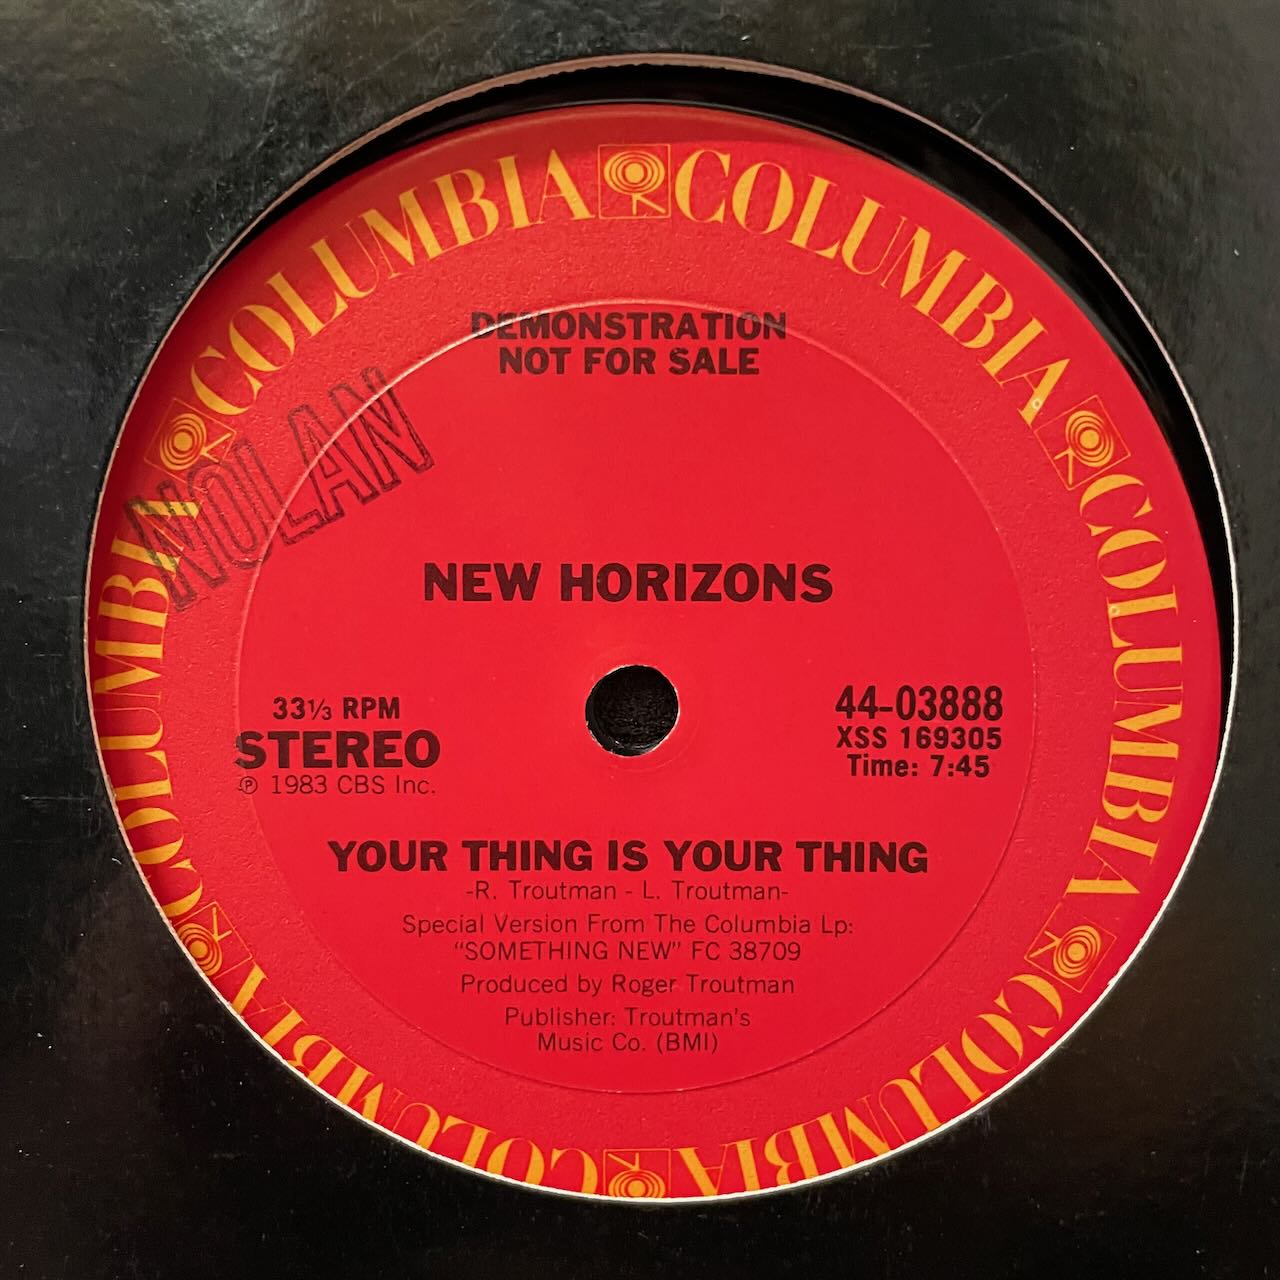 COLUMBIA COLUMBIA COLUMBIA COLUMBIA COLUMBIA COLUMBIA COLUMBIA
DEMONSTRATION
NOT FOR SALE
NOLAN
NEW HORIZONS
33⅓ RPM
STEREO
℗ 1983 CBS Inc.
44-03888
XSS 169305
Time: 7:45
YOUR THING IS YOUR THING
-R. Troutman - L. Troutman-
Special Version From The Columbia Lp:
“SOMETHING NEW” FC 38709
Produced by Roger Troutman
Publisher: Troutman's
Music Co. (BMI)